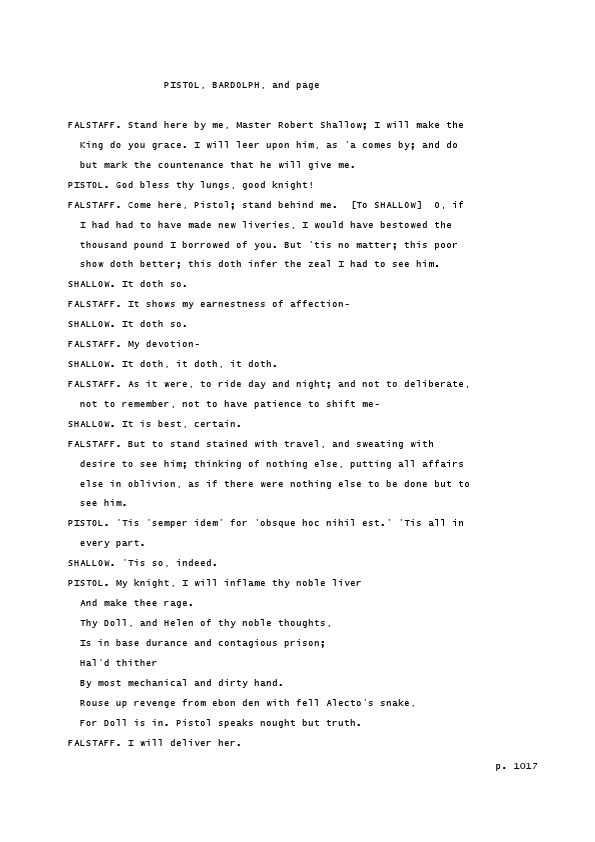 PISTOL, BARDOLPH, and page
FALSTAFF. Stand here by me, Master Robert Shallow; I will make the
King do you grace. I will leer upon him, as 'a comes by; and do
but mark the countenance that he will give me.
PISTOL. God bless thy lungs, good knight!
FALSTAFF. Come here, Pistol; stand behind me. [To SHALLOW] O, if
I had had to have made new liveries, I would have bestowed the
thousand pound I borrowed of you. But 'tis no matter; this poor
show doth better; this doth infer the zeal I had to see him.
SHALLOW. It doth so.
FALSTAFF. It shows my earnestness of affection-
SHALLOW. It doth so.
FALSTAFF. My devotion-
SHALLOW. It doth, it doth, it doth.
FALSTAFF. As it were, to ride day and night; and not to deliberate,
not to remember, not to have patience to shift me-
SHALLOW. It is best, certain.
FALSTAFF. But to stand stained with travel, and sweating with
desire to see him; thinking of nothing else, putting all affairs
else in oblivion, as if there were nothing else to be done but to
see him.
PISTOL. 'Tis 'semper idem' for 'obsque hoc nihil est.' 'Tis all in
every part.
SHALLOW. 'Tis so, indeed.
PISTOL. My knight, I will inflame thy noble liver
And make thee rage.
Thy Doll, and Helen of thy noble thoughts,
Is in base durance and contagious prison;
Hal'd thither
By most mechanical and dirty hand.
Rouse up revenge from ebon den with fell Alecto's snake,
For Doll is in. Pistol speaks nought but truth.
FALSTAFF. I will deliver her.
p. 1017